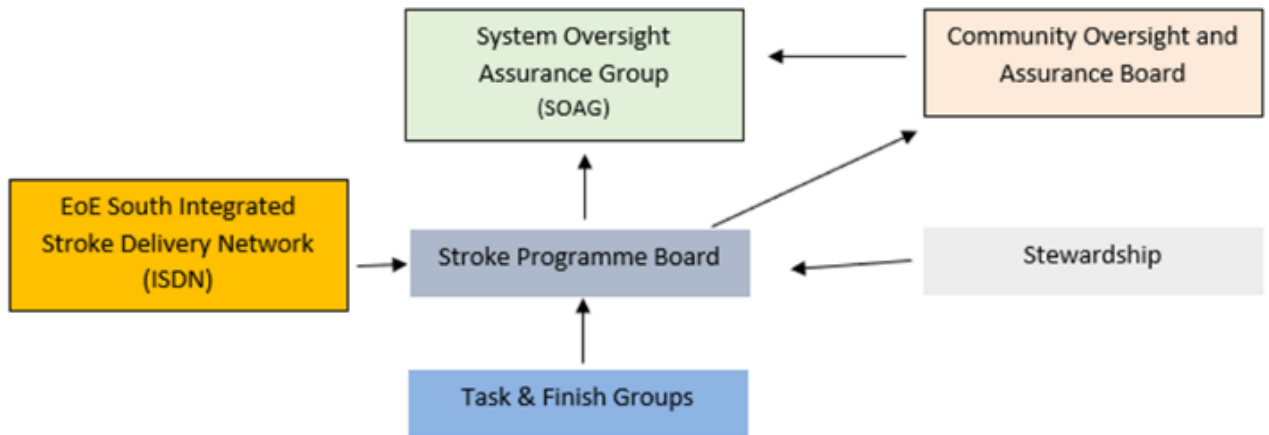 System Oversight
Assurance Group
(SOAG)
Community Oversight and
Assurance Board
EoE South Integrated
Stroke Delivery Network
(ISDN)
Stroke Programme Board
Stewardship
Task & Finish Groups